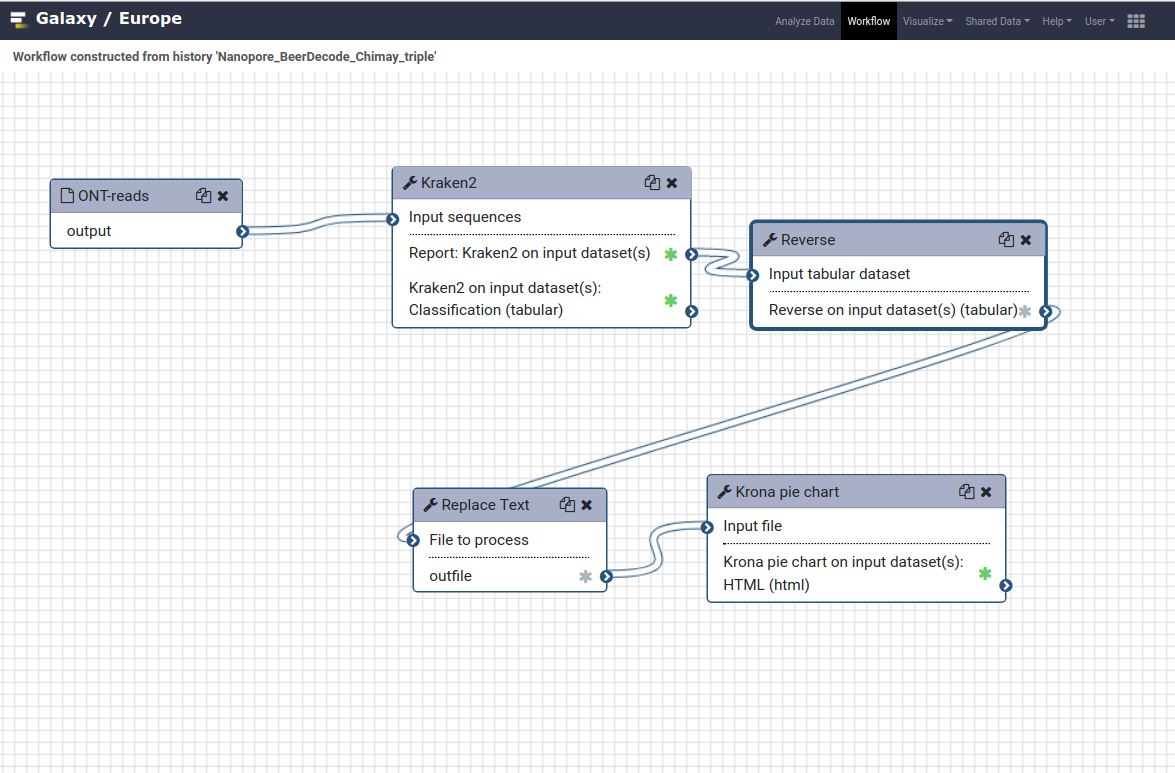 Galaxy / Europe
Analyze Data Workflow Visualize Shared Data Help User
Workflow constructed from history 'Nanopore_BeerDecode_Chimay_triple'
ONT-reads
output
Kraken2
Input sequences
Report: Kraken2 on input dataset(s)
Kraken2 on input dataset(s):
Classification (tabular)
Reverse
Input tabular dataset
Reverse on input dataset(s) (tabular)
Replace Text
File to process
outfile
Krona pie chart
Input file
Krona pie chart on input dataset(s):
HTML (html)